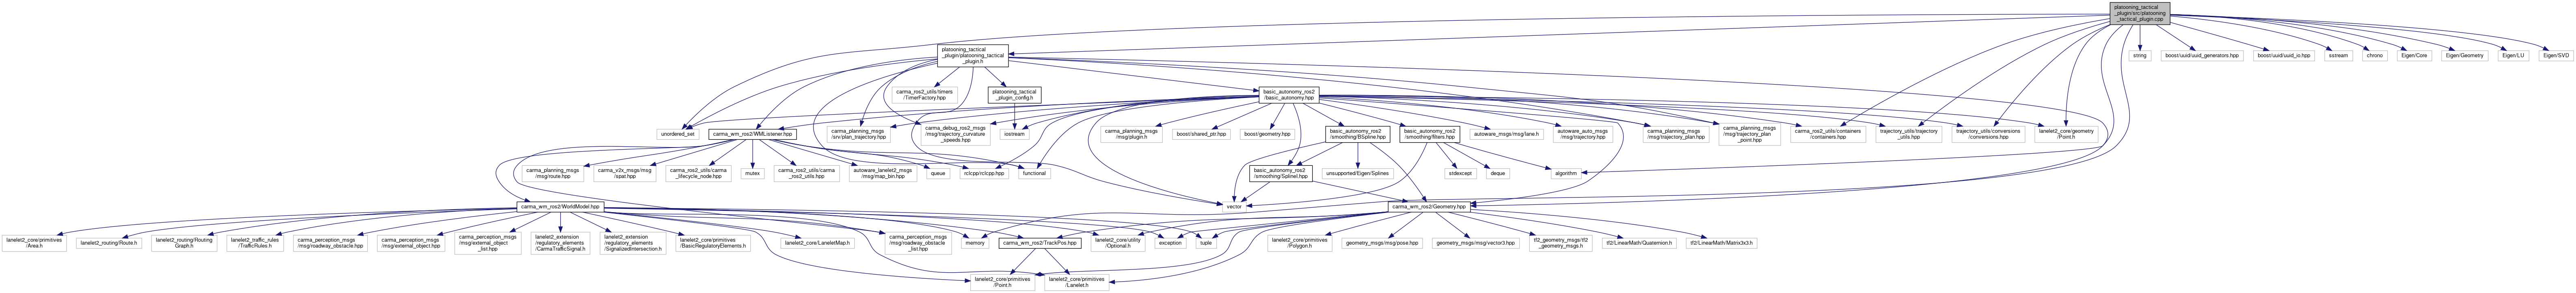 platooning_tactical
_plugin/src/platooning
_tactical_plugin.cpp
platooning_tactical
_plugin/platooning_tactical
_plugin.h
string
boost/uuid/uuid_generators.hpp
boost/uuid/uuid_io.hpp
sstream
chrono
Eigen/Core
Eigen/Geometry
Eigen/LU
Eigen/SVD
carma_ros2_utils/timers
/TimerFactory.hpp
platooning_tactical
_plugin_config.h
basic_autonomy_ros2
/basic_autonomy.hpp
unordered_set
carma_wm_ros2/WMListener.hpp
carma_planning_msgs
/srv/plan_trajectory.hpp
carma_debug_ros2_msgs
/msg/trajectory_curvature
_speeds.hpp
iostream
carma_planning_msgs
/msg/plugin.hpp
boost/shared_ptr.hpp
boost/geometry.hpp
basic_autonomy_ros2
/smoothing/BSpline.hpp
basic_autonomy_ros2
/smoothing/filters.hpp
autoware_msgs/msg/lane.h
autoware_auto_msgs
/msg/trajectory.hpp
carma_planning_msgs
/msg/trajectory_plan.hpp
carma_planning_msgs
/msg/trajectory_plan
_point.hpp
carma_ros2_utils/containers
/containers.hpp
trajectory_utils/trajectory
_utils.hpp
trajectory_utils/conversions
/conversions.hpp
lanelet2_core/geometry
/Point.h
carma_planning_msgs
/msg/route.hpp
carma_v2x_msgs/msg
/spat.hpp
carma_ros2_utils/carma
_lifecycle_node.hpp
mutex
carma_ros2_utils/carma
_ros2_utils.hpp
autoware_lanelet2_msgs
/msg/map_bin.hpp
queue
rclcpp/rclcpp.hpp
functional
basic_autonomy_ros2
/smoothing/SplineI.hpp
unsupported/Eigen/Splines
stdexcept
deque
algorithm
carma_wm_ros2/WorldModel.hpp
vector
carma_wm_ros2/Geometry.hpp
lanelet2_core/primitives
/Area.h
lanelet2_routing/Route.h
lanelet2_routing/Routing
Graph.h
lanelet2_traffic_rules
/TrafficRules.h
carma_perception_msgs
/msg/roadway_obstacle.hpp
carma_perception_msgs
/msg/external_object.hpp
carma_perception_msgs
/msg/external_object
_list.hpp
lanelet2_extension
/regulatory_elements
/CarmaTrafficSignal.h
lanelet2_extension
/regulatory_elements
/SignalizedIntersection.h
lanelet2_core/primitives
/BasicRegulatoryElements.h
lanelet2_core/LaneletMap.h
carma_perception_msgs
/msg/roadway_obstacle
_list.hpp
memory
carma_wm_ros2/TrackPos.hpp
lanelet2_core/utility
/Optional.h
exception
tuple
lanelet2_core/primitives
/Polygon.h
geometry_msgs/msg/pose.hpp
geometry_msgs/msg/vector3.hpp
tf2_geometry_msgs/tf2
_geometry_msgs.h
tf2/LinearMath/Quaternion.h
tf2/LinearMath/Matrix3x3.h
lanelet2_core/primitives
/Point.h
lanelet2_core/primitives
/Lanelet.h